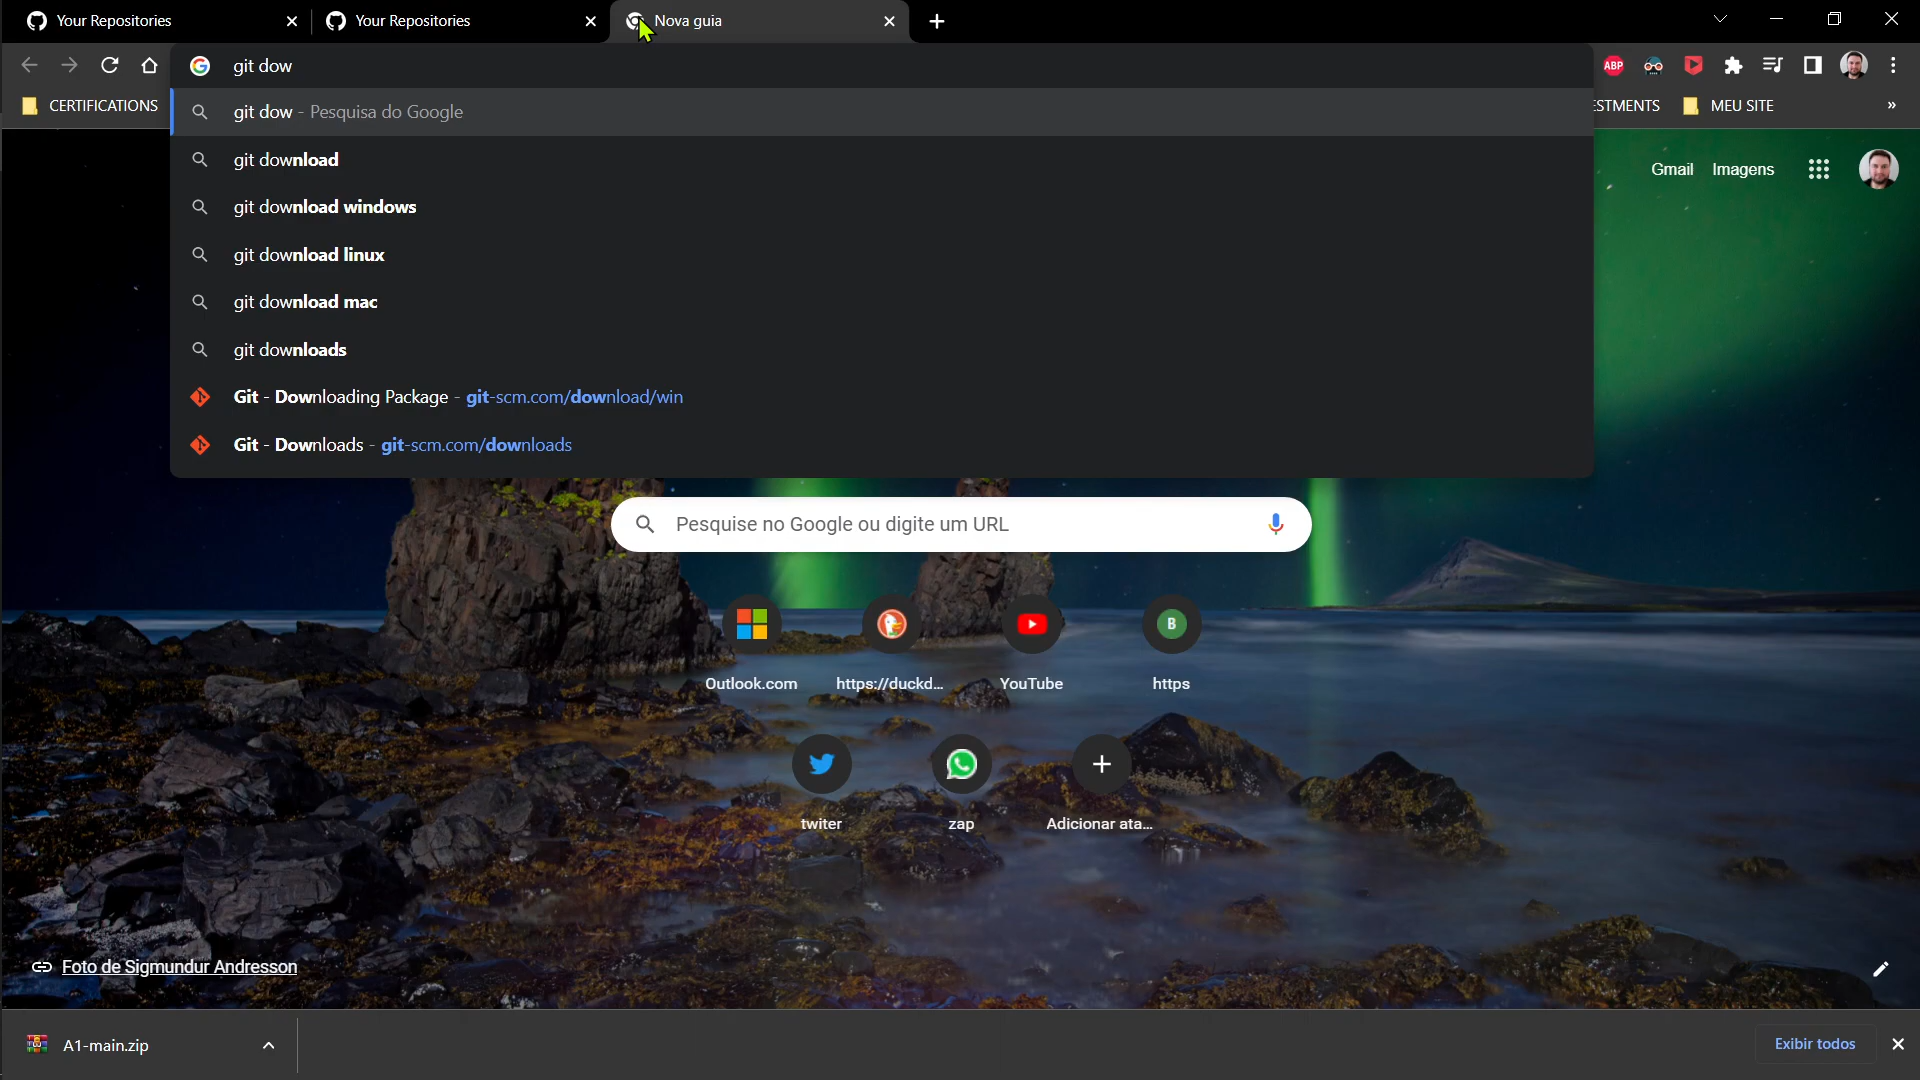 Your Repositories
Your Repositories
Nova guia
git dow
ABP
CERTIFICATIONS
ESTMENTS
MEU SITE
»
git dow - Pesquisa do Google
git download
git download windows
git download linux
git download mac
git downloads
Git - Downloading Package - git-scm.com/download/win
Git - Downloads - git-scm.com/downloads
Gmail
Imagens
Pesquise no Google ou digite um URL
B
Outlook.com
https://duckd...
YouTube
https
twiter
zap
Adicionar ata...
Foto de Sigmundur Andresson
A1-main.zip
Exibir todos